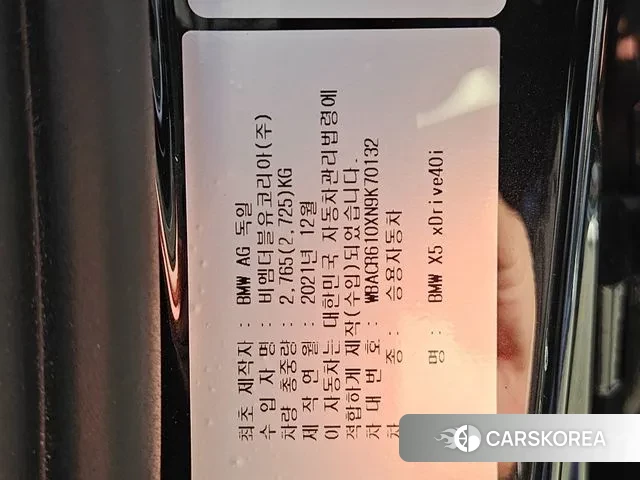 최초 제작자 : BMW AG 독일
수 입 자 명 : 비엠더블유코리아(주)
차량 총중량 : 2,765(2,725)KG
제 작 연 월 : 2021년 12월
이 자동차는 대한민국 자동차관리법령에
적합하게 제작(수입)되었습니다.
차 대 번 호 : WBACR610XN9K70132
차 종 : 승용자동차
명 : BMW X5 xDrive40i
CARSKOREA